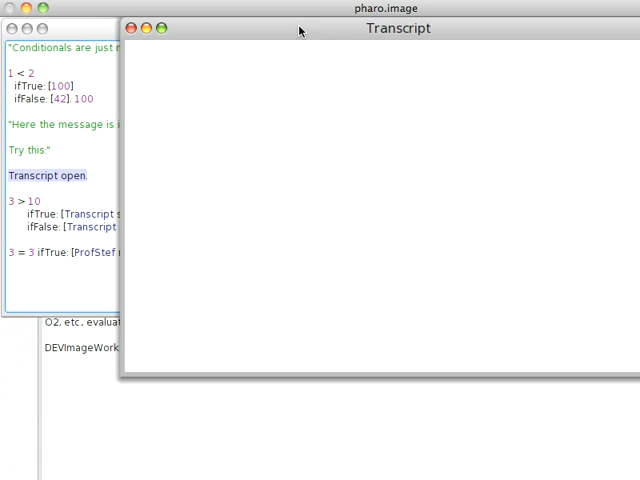 pharo.image
Transcript
"Conditionals are just
1 < 2
ifTrue: [100]
ifFalse: [42]. 100
"Here the message is
Try this:"
Transcript open.
3 > 10
ifTrue: [Transcript
ifFalse: [Transcript
3 = 3 ifTrue: [ProfStef
O2, etc., evaluat
DEVImageWork